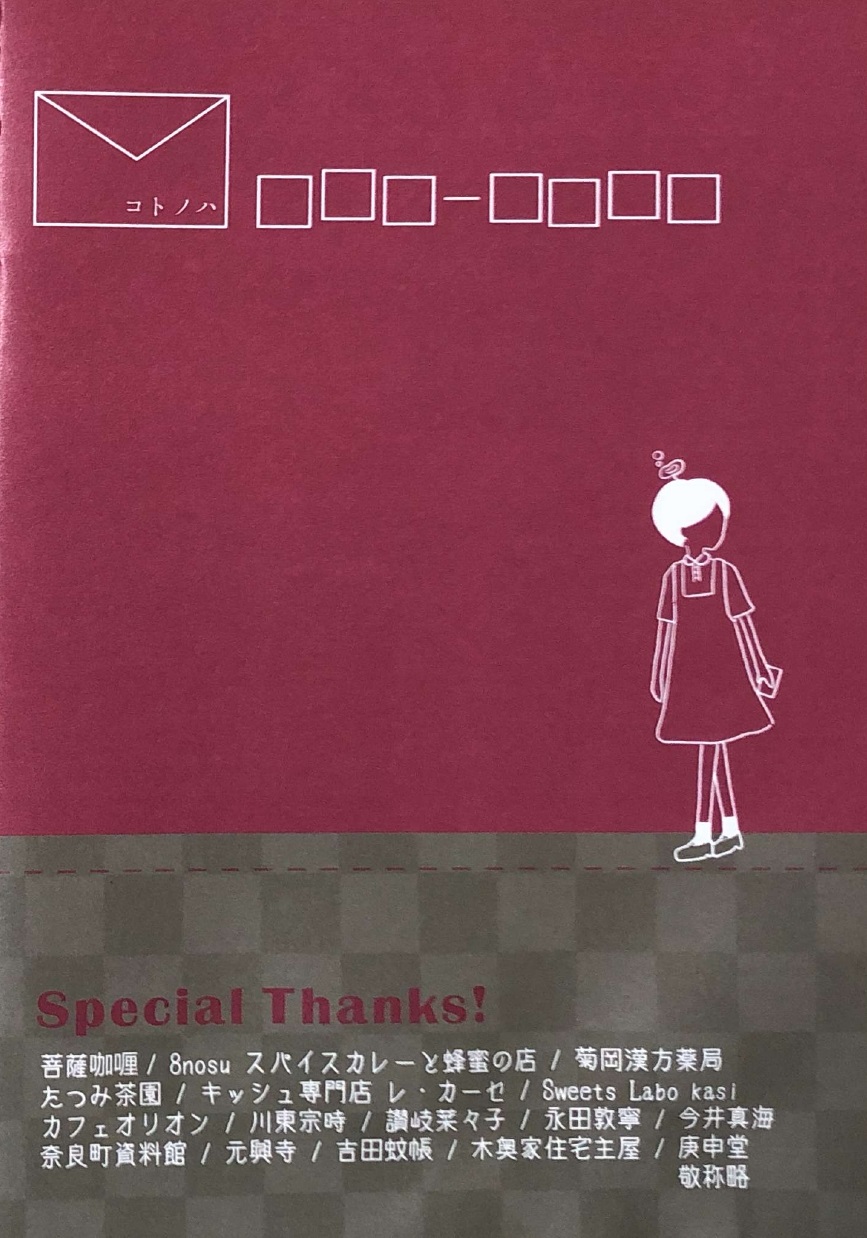 コトノハ
Special Thanks!
菩薩咖喱 / 8nosu スパイスカレーと蜂蜜の店 / 菊岡漢方薬局
たつみ茶園 / キッシュ専門店 レ・カーセ / Sweets Labo kasi
カフェオリオン / 川東宗時 / 讃岐菜々子 / 永田敦寧 / 今井真海
奈良町資料館 / 元興寺 / 吉田蚊帳 / 木奥家住宅主屋 / 庚申堂
敬称略